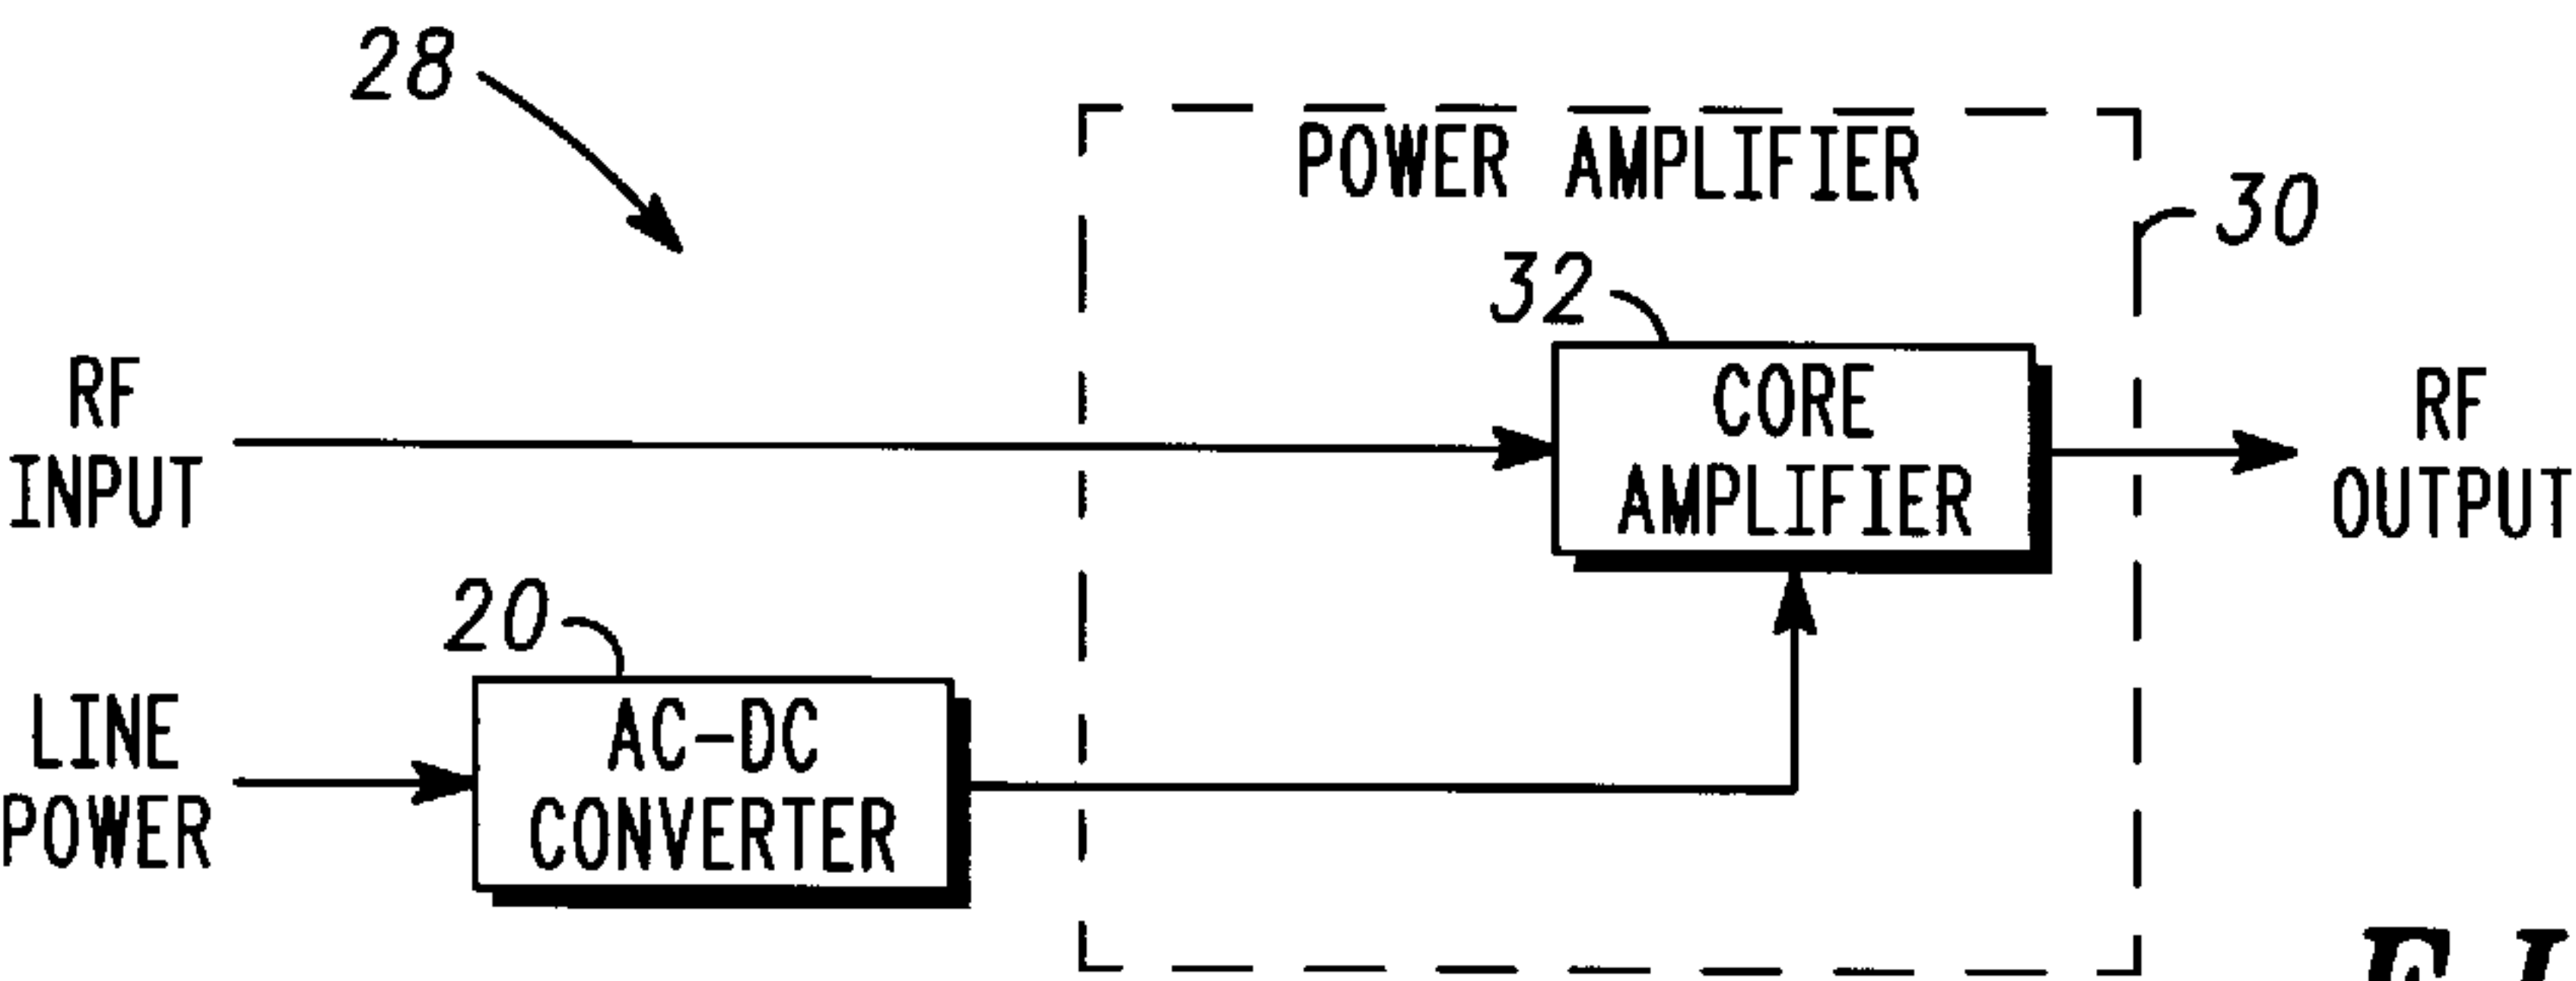 28
POWER AMPLIFIER
30
32
RF
INPUT
CORE
AMPLIFIER
RF
OUTPUT
20
LINE
POWER
AC-DC
CONVERTER